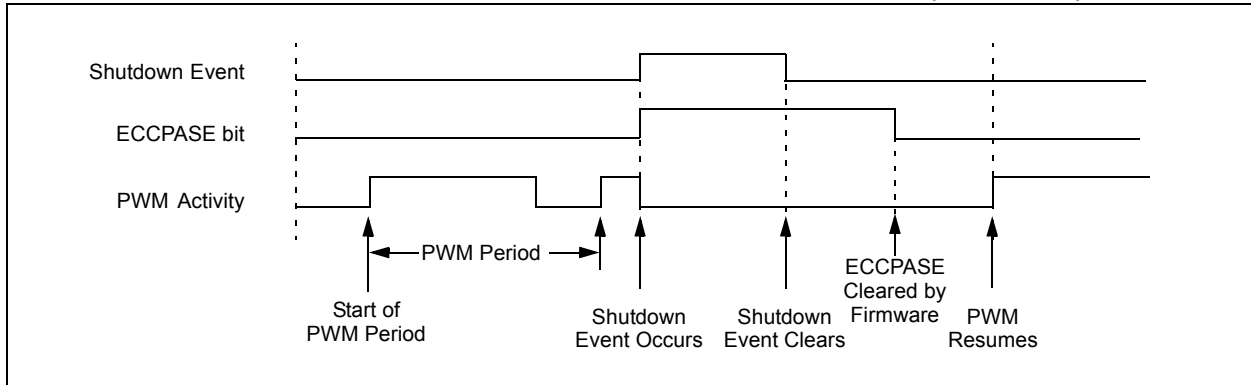 Shutdown Event
ECCPASE bit
PWM Activity
PWM Period
Start of
PWM Period
Shutdown
Event Occurs
Shutdown
Event Clears
ECCPASE
Cleared by
Firmware
PWM
Resumes